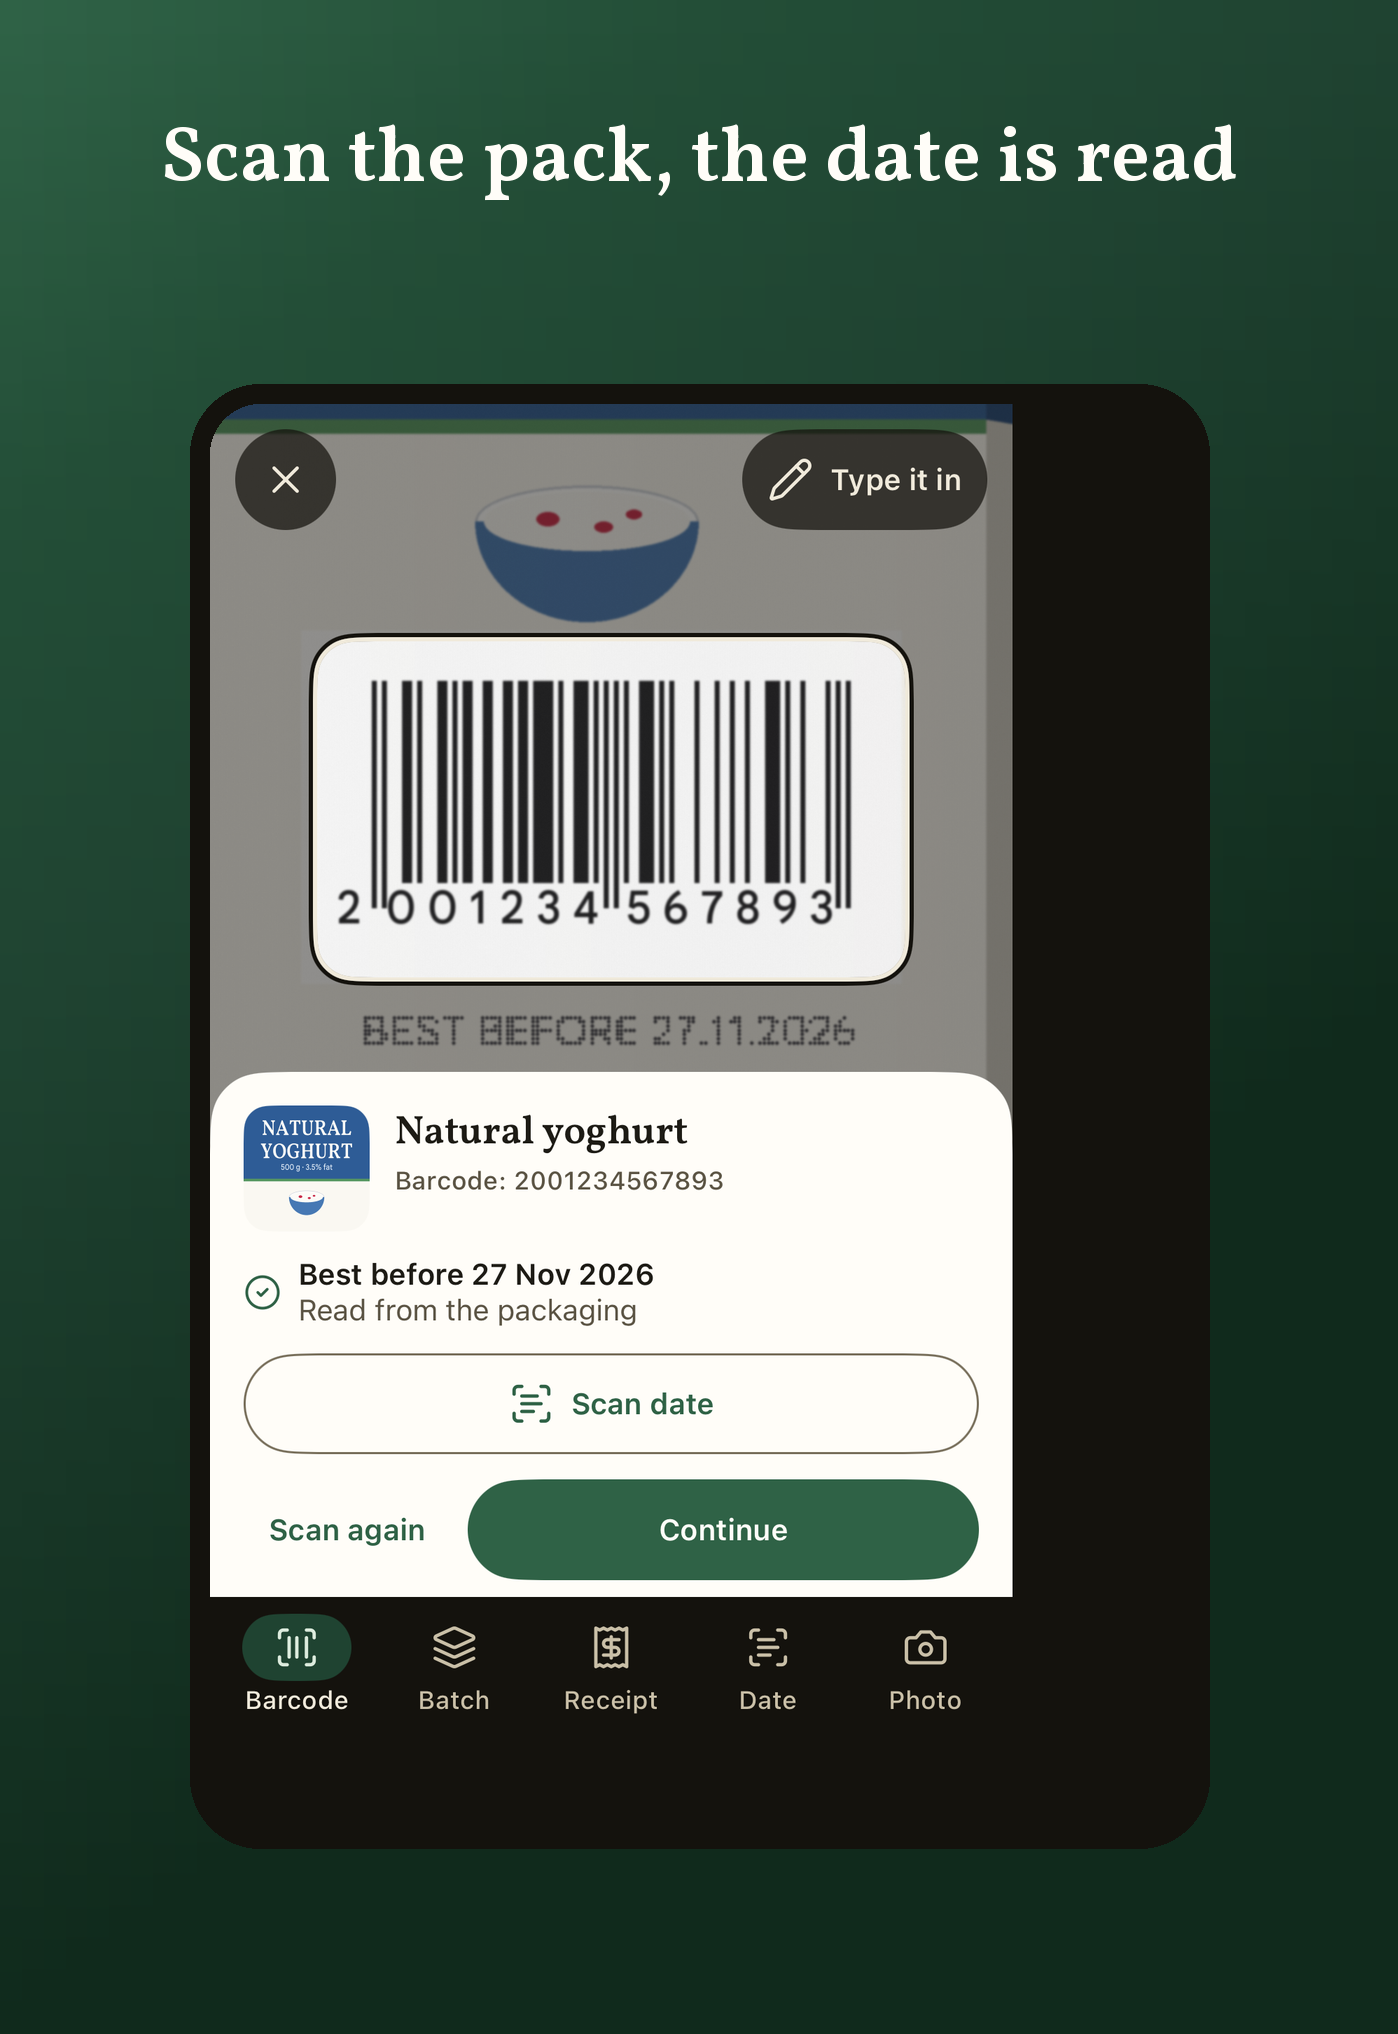 Scan the pack, the date is read
Type it in
2 001234 567893
BEST BEFORE 27.11.2026
NATURAL
YOGHURT
500 g · 3.5% fat
Natural yoghurt
Barcode: 2001234567893
Best before 27 Nov 2026
Read from the packaging
Scan date
Scan again
Continue
Barcode
Batch
Receipt
Date
Photo